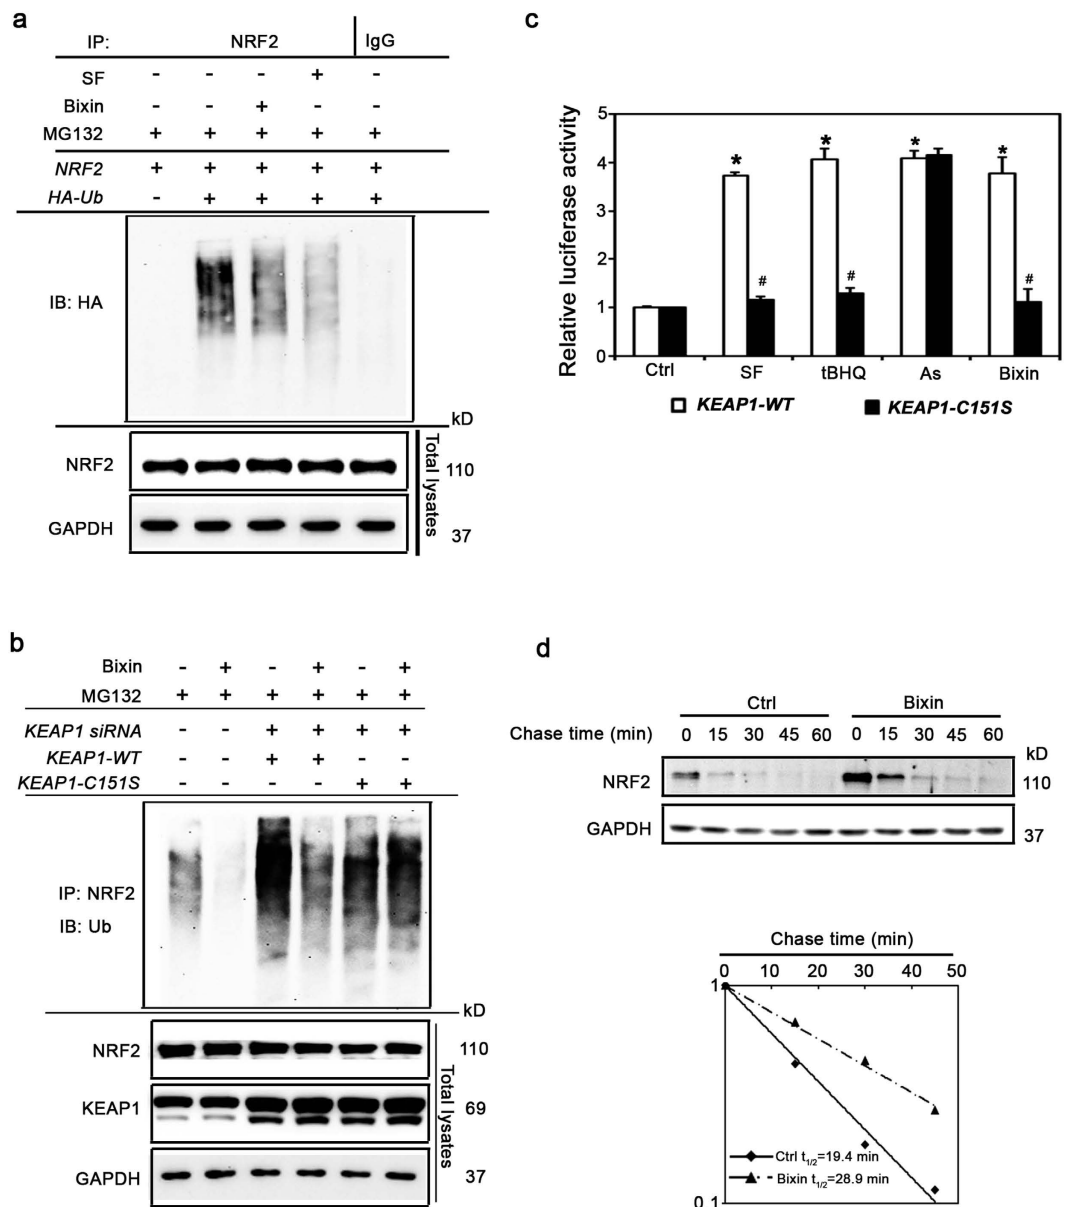 a
IP: NRF2 IgG
SF - - - + -
Bixin - - + - -
MG132 + + + + +
NRF2 + + + + +
HA-Ub - + + + +
IB: HA
kD
NRF2 110
GAPDH 37
Total lysates
b
Bixin - + - + - +
MG132 + + + + + +
KEAP1 siRNA - - + + + +
KEAP1-WT - - + + - -
KEAP1-C151S - - - - + +
IP: NRF2
IB: Ub
kD
NRF2 110
KEAP1 69
GAPDH 37
Total lysates
c
Relative luciferase activity
5
4
3
2
1
0
* * * *
# # #
Ctrl SF tBHQ As Bixin
KEAP1-WT KEAP1-C151S
d
Ctrl Bixin
Chase time (min) 0 15 30 45 60 0 15 30 45 60
kD
NRF2 110
GAPDH 37
Chase time (min)
0 10 20 30 40 50
1
Ctrl t1/2=19.4 min
Bixin t1/2=28.9 min
0.1